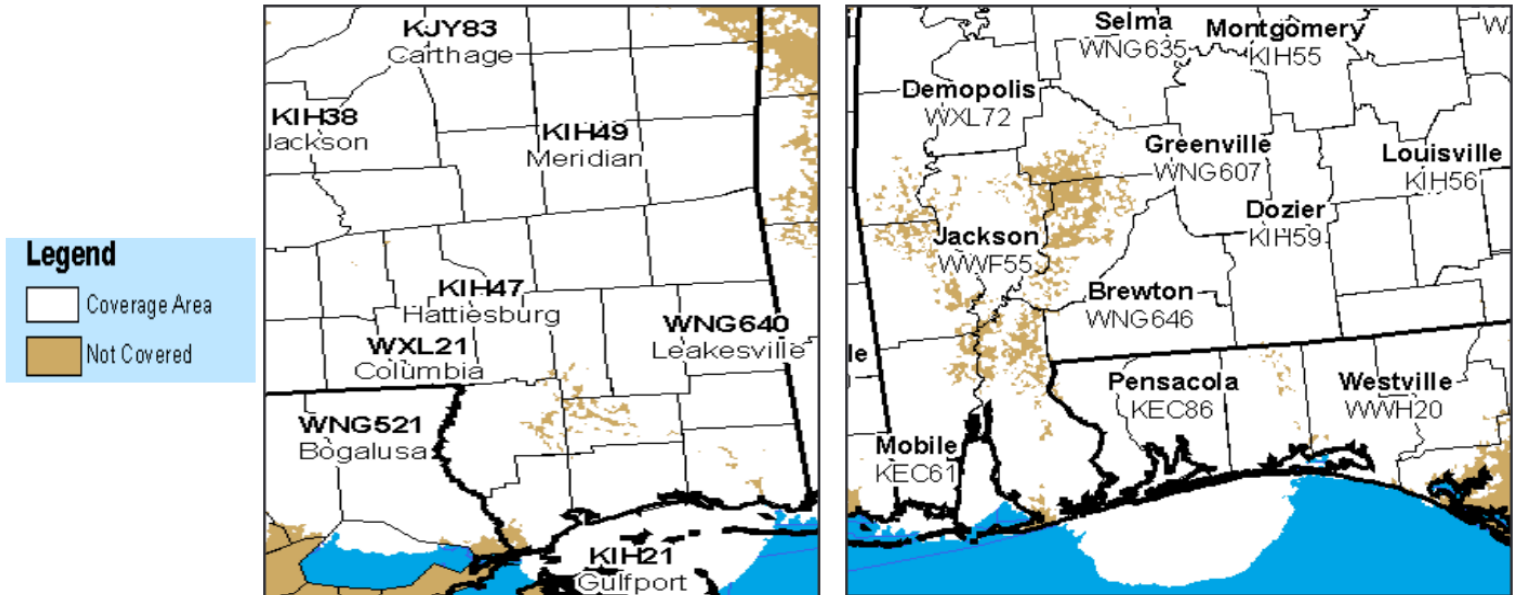 Legend
Coverage Area
Not Covered
KJY83
Carthage
KIH38
Jackson
KIH49
Meridian
KIH47
Hattiesburg
WNG640
Leakesville
WXL21
Columbia
WNG521
Bogalusa
KIH21
Gulfport
Selma
WNG635
Montgomery
KIH55
WX
Demopolis
WXL72
Greenville
WNG607
Louisville
KIH56
Dozier
KIH59
Jackson
WWF55
Brewton
WNG646
le
Pensacola
KEC86
Westville
WWH20
Mobile
KEC61